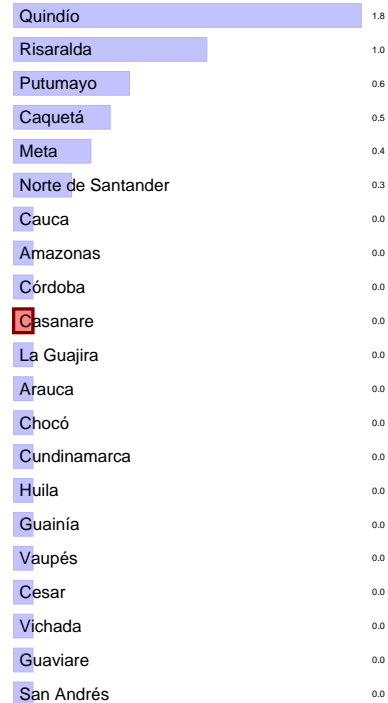 Quindío 1.8
Risaralda 1.0
Putumayo 0.6
Caquetá 0.5
Meta 0.4
Norte de Santander 0.3
Cauca 0.0
Amazonas 0.0
Córdoba 0.0
Casanare 0.0
La Guajira 0.0
Arauca 0.0
Chocó 0.0
Cundinamarca 0.0
Huila 0.0
Guainía 0.0
Vaupés 0.0
Cesar 0.0
Vichada 0.0
Guaviare 0.0
San Andrés 0.0